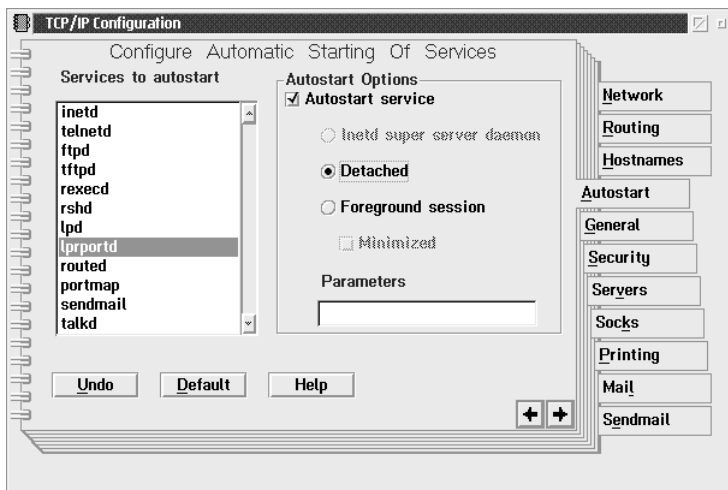 TCP/IP Configuration
Configure Automatic Starting Of Services
Services to autostart
inetd
telnetd
ftpd
tftpd
rexecd
rshd
lpd
lprportd
routed
portmap
sendmail
talkd
Autostart Options
Autostart service
Inetd super server daemon
Detached
Foreground session
Minimized
Parameters
Undo
Default
Help
Network
Routing
Hostnames
Autostart
General
Security
Servers
Socks
Printing
Mail
Sendmail